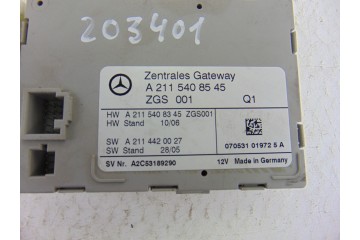 203401
Zentrales Gateway
A 211 540 85 45
ZGS 001 Q1
HW A 211 540 83 45 ZGS001
HW Stand 10/06
SW A 211 442 00 27
SW Stand 28/05
070531 01972 5 A
SV Nr. A2C53189290 12V Made in Germany